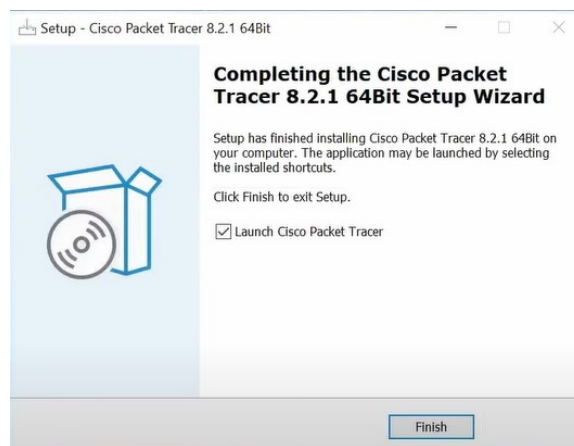 Setup - Cisco Packet Tracer 8.2.1 64Bit
Completing the Cisco Packet
Tracer 8.2.1 64Bit Setup Wizard
Setup has finished installing Cisco Packet Tracer 8.2.1 64Bit on
your computer. The application may be launched by selecting
the installed shortcuts.
Click Finish to exit Setup.
Launch Cisco Packet Tracer
Finish